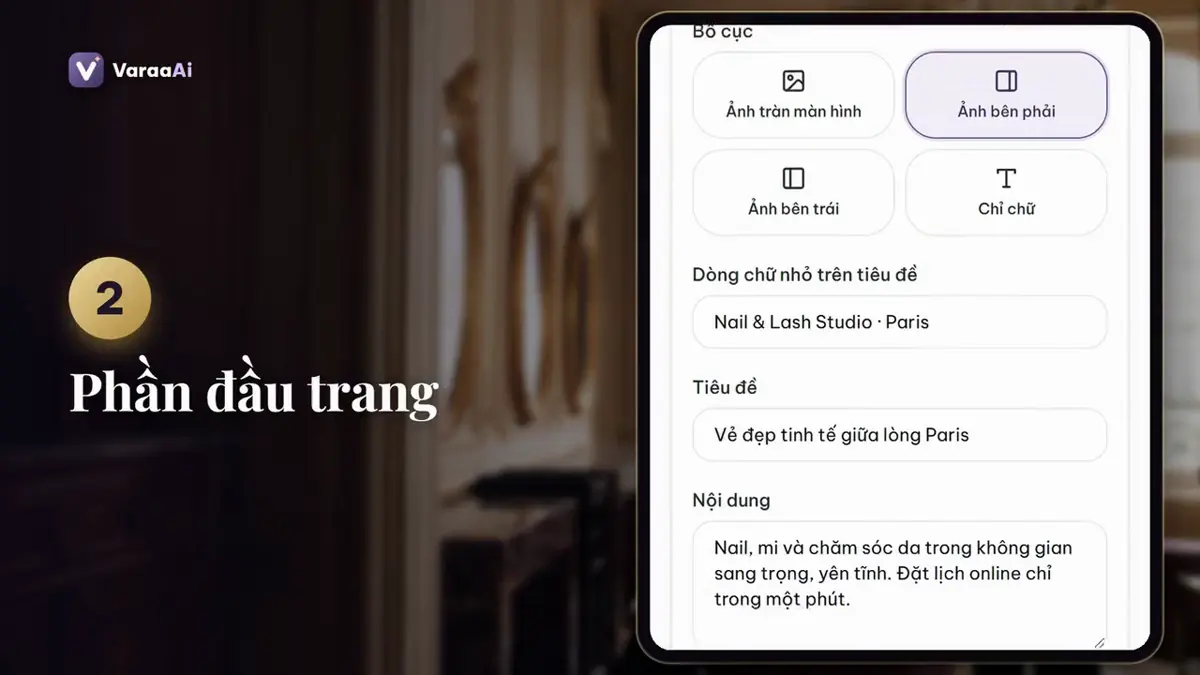 VaraaAi
2
Phần đầu trang
Bố cục
Ảnh tràn màn hình
Ảnh bên phải
Ảnh bên trái
Chỉ chữ
Dòng chữ nhỏ trên tiêu đề
Nail & Lash Studio · Paris
Tiêu đề
Vẻ đẹp tinh tế giữa lòng Paris
Nội dung
Nail, mi và chăm sóc da trong không gian
sang trọng, yên tĩnh. Đặt lịch online chỉ
trong một phút.